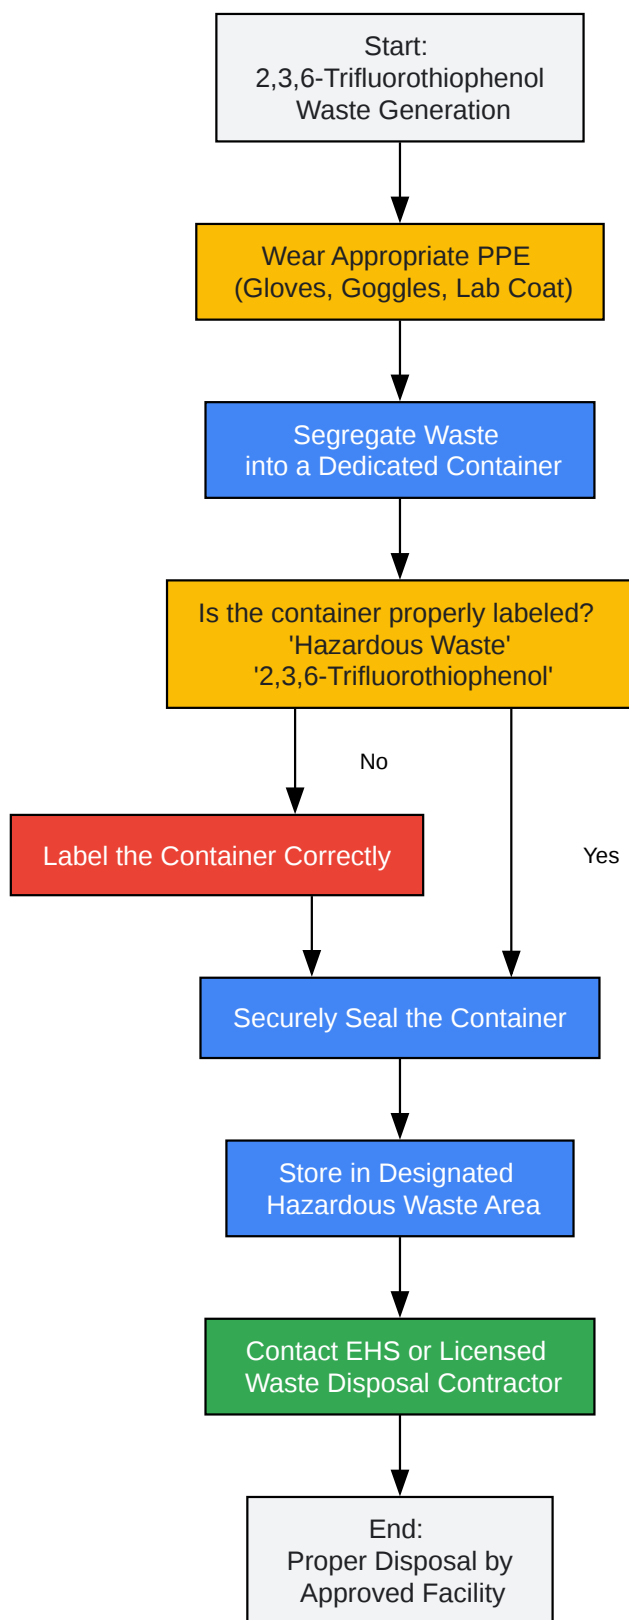 Start:
2,3,6-Trifluorothiophenol
Waste Generation
Wear Appropriate PPE
(Gloves, Goggles, Lab Coat)
Segregate Waste
into a Dedicated Container
Is the container properly labeled?
'Hazardous Waste'
'2,3,6-Trifluorothiophenol'
No
Label the Container Correctly
Yes
Securely Seal the Container
Store in Designated
Hazardous Waste Area
Contact EHS or Licensed
Waste Disposal Contractor
End:
Proper Disposal by
Approved Facility